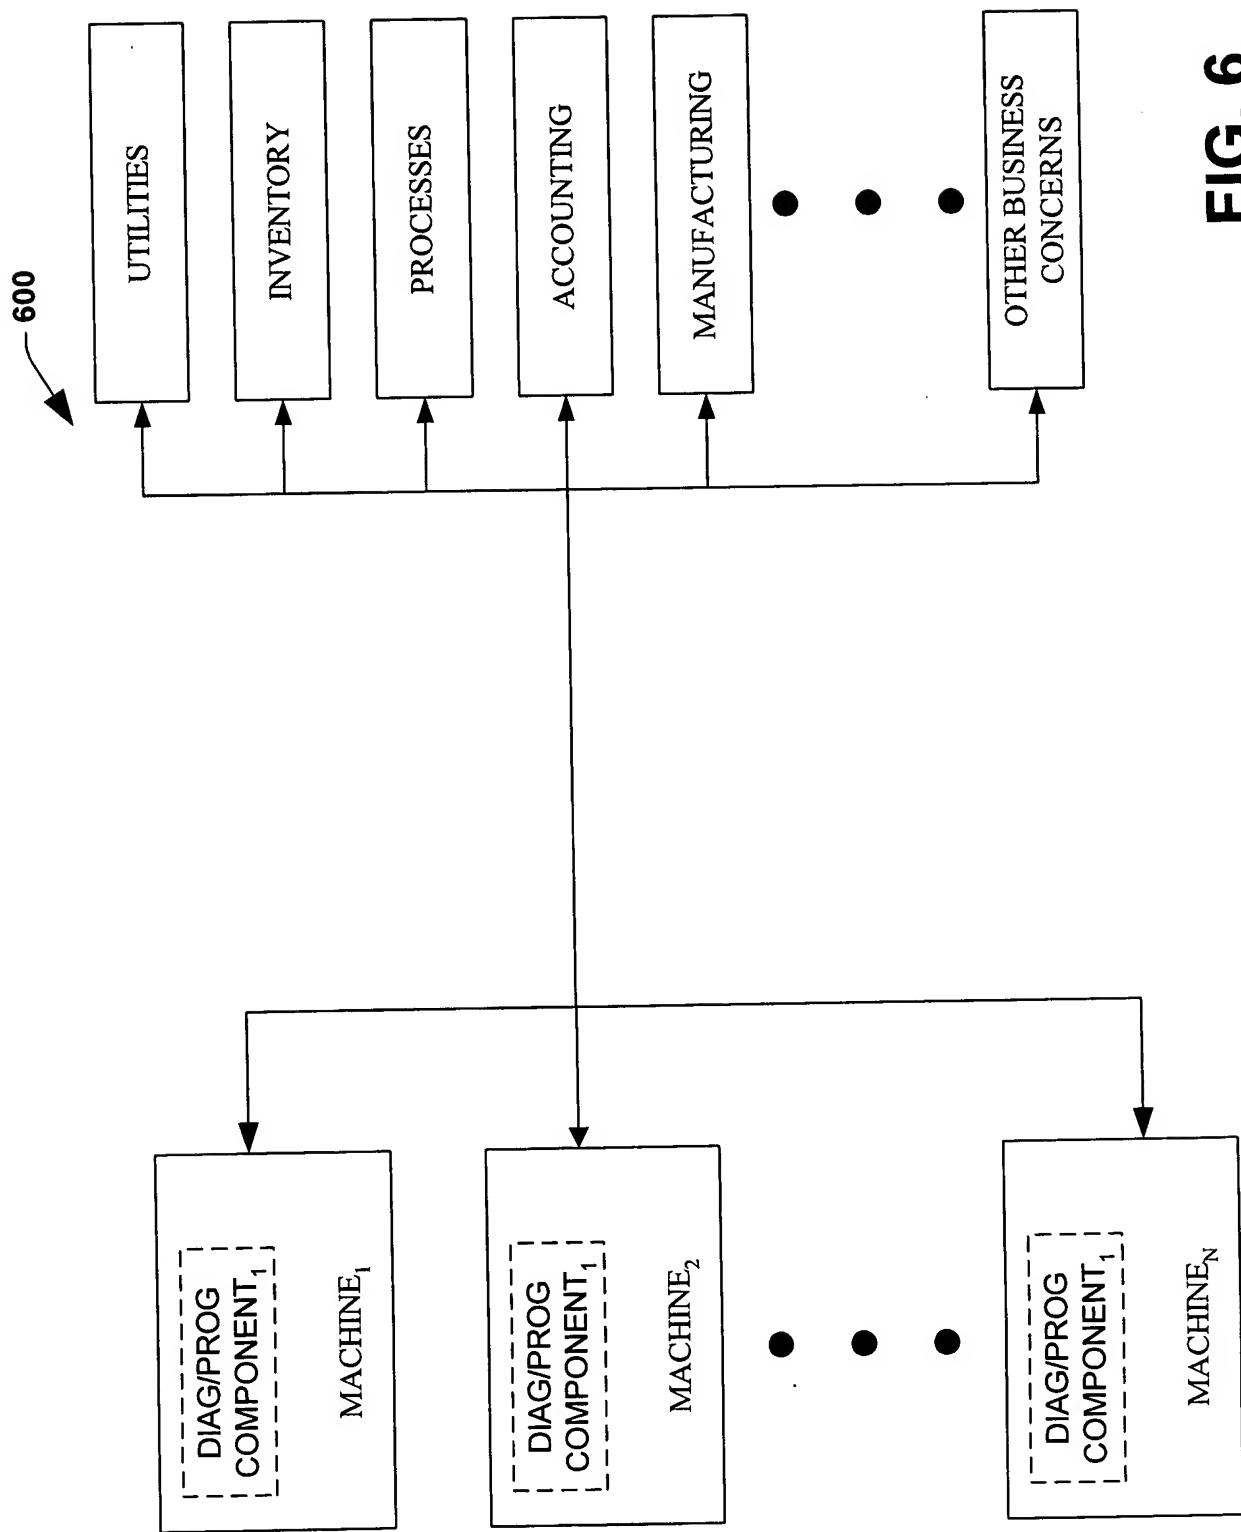 600
UTILITIES
INVENTORY
PROCESSES
ACCOUNTING
MANUFACTURING
OTHER BUSINESS
CONCERNS
DIAG/PROG
COMPONENT₁
MACHINE₁
DIAG/PROG
COMPONENT₁
MACHINE₂
DIAG/PROG
COMPONENT₁
MACHINE_N
FIG. 6